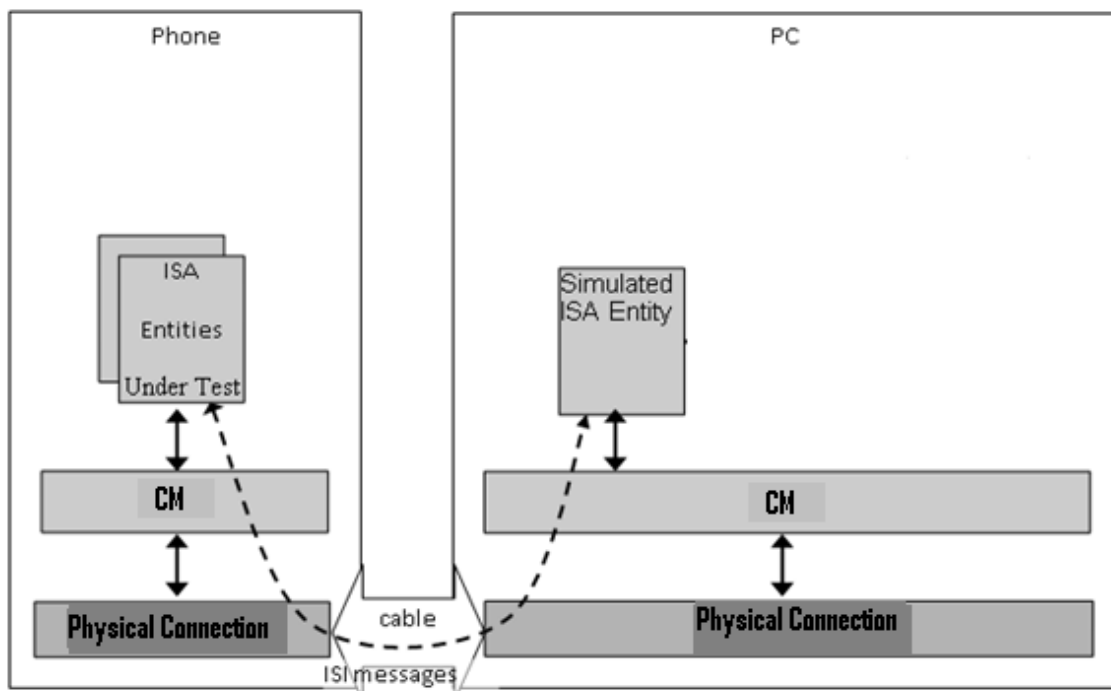 Phone
PC
ISA
Entities
Under Test
Simulated
ISA Entity
CM
CM
Physical Connection
Physical Connection
cable
ISI messages